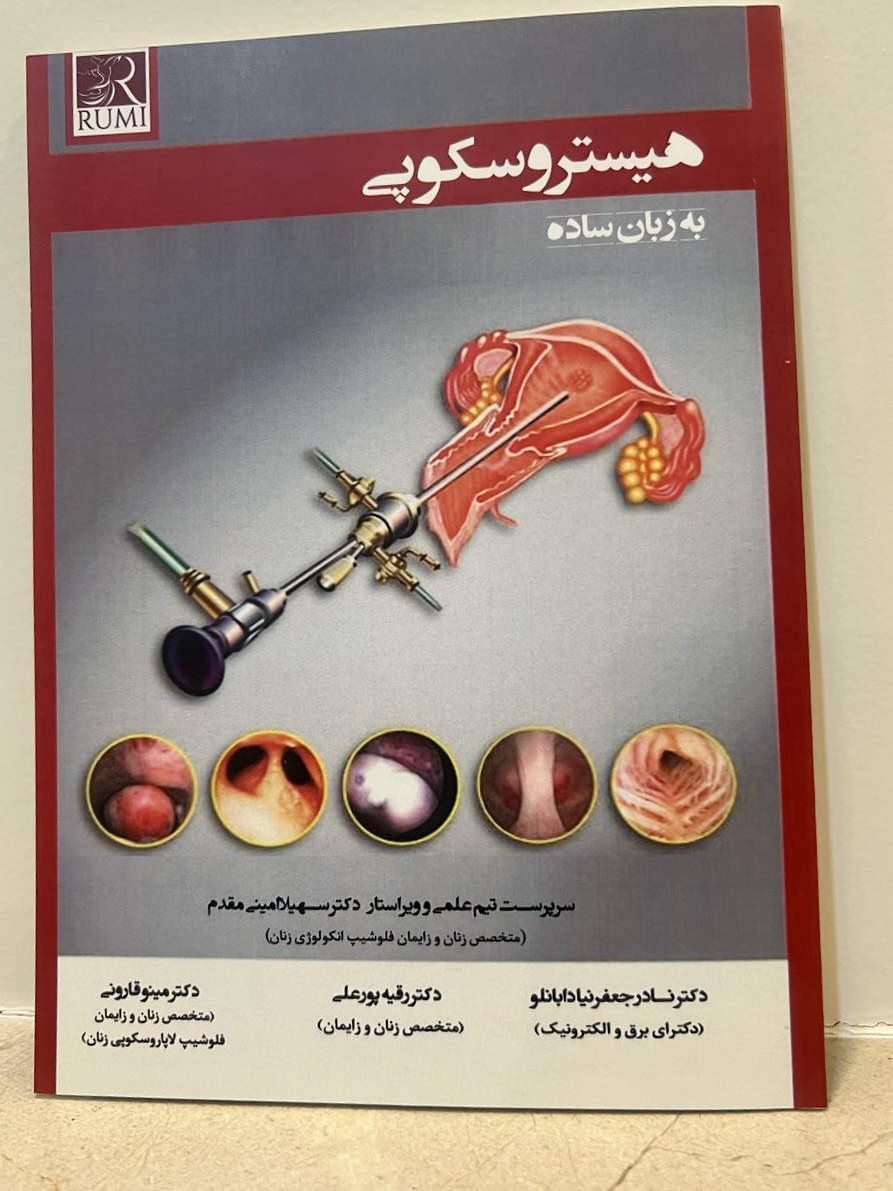 RUMI
هیستروسکوپی
به زبان ساده
سرپرست تیم علمی و ویراستار دکتر سهیلا امینی مقدم
(متخصص زنان و زایمان فلوشیپ انکولوژی زنان)
دکتر نادر جعفرنیا دابانلو
(دکترای برق و الکترونیک)
دکتر رقیه پورعلی
(متخصص زنان و زایمان)
دکتر مینو قارونی
(متخصص زنان و زایمان
فلوشیپ لاپاروسکوپی زنان)